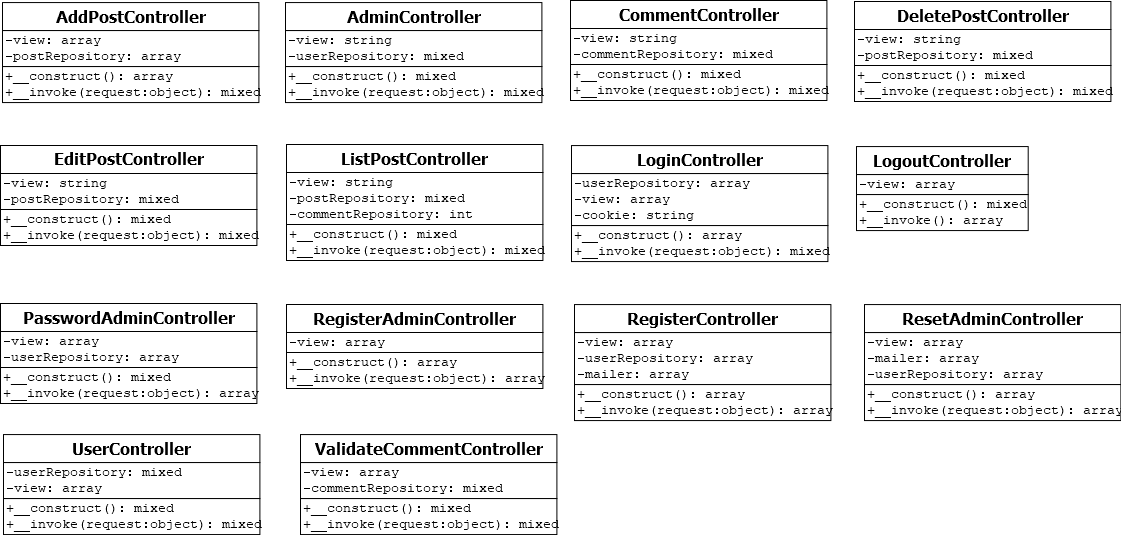 AddPostController
-view: array
-postRepository: array
+__construct(): array
+__invoke(request:object): mixed
AdminController
-view: string
-userRepository: mixed
+__construct(): mixed
+__invoke(request:object): mixed
CommentController
-view: string
-commentRepository: mixed
+__construct(): mixed
+__invoke(request:object): mixed
DeletePostController
-view: string
-postRepository: mixed
+__construct(): mixed
+__invoke(request:object): mixed
EditPostController
-view: string
-postRepository: mixed
+__construct(): mixed
+__invoke(request:object): mixed
ListPostController
-view: string
-postRepository: mixed
-commentRepository: int
+__construct(): mixed
+__invoke(request:object): mixed
LoginController
-userRepository: array
-view: array
-cookie: string
+__construct(): array
+__invoke(request:object): mixed
LogoutController
-view: array
+__construct(): mixed
+__invoke(): array
PasswordAdminController
-view: array
-userRepository: array
+__construct(): mixed
+__invoke(request:object): array
RegisterAdminController
-view: array
+__construct(): array
+__invoke(request:object): array
RegisterController
-view: array
-userRepository: array
-mailer: array
+__construct(): array
+__invoke(request:object): array
ResetAdminController
-view: array
-mailer: array
-userRepository: array
+__construct(): array
+__invoke(request:object): array
UserController
-userRepository: mixed
-view: array
+__construct(): mixed
+__invoke(request:object): mixed
ValidateCommentController
-view: array
-commentRepository: mixed
+__construct(): mixed
+__invoke(request:object): mixed